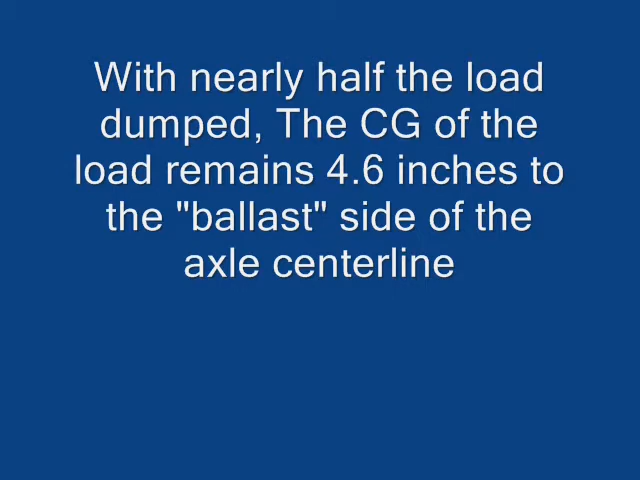 With nearly half the load
dumped, The CG of the
load remains 4.6 inches to
the "ballast" side of the
axle centerline